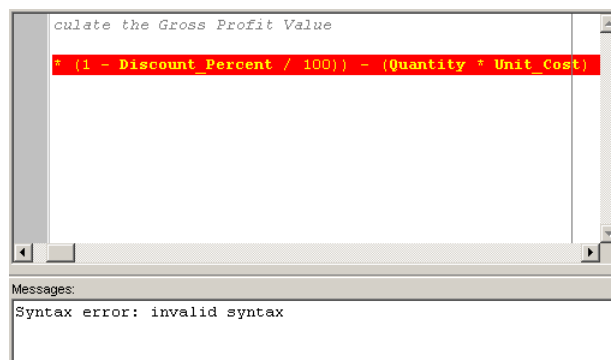 culate the Gross Profit Value
* (1 - Discount_Percent / 100)) - (Quantity * Unit_Cost)
Messages:
Syntax error: invalid syntax